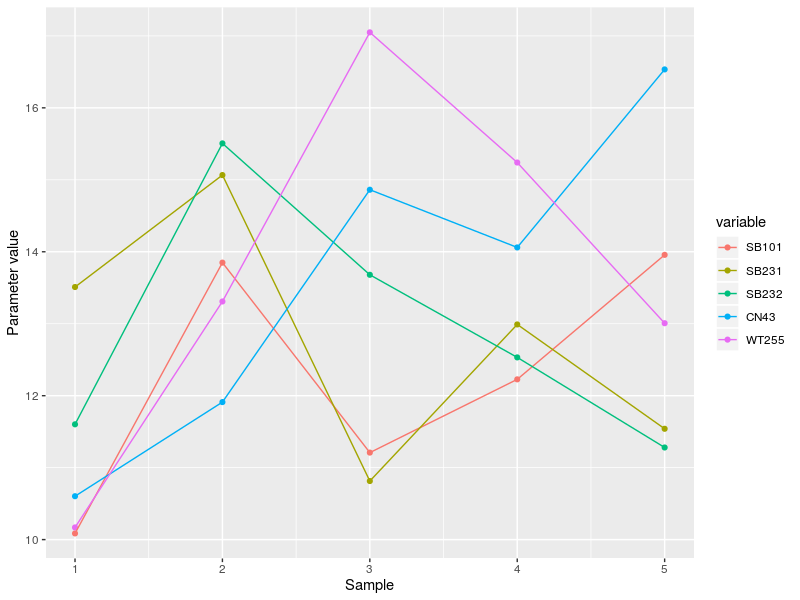 16
14
12
10
Parameter value
1 2 3 4 5
Sample
variable
SB101
SB231
SB232
CN43
WT255